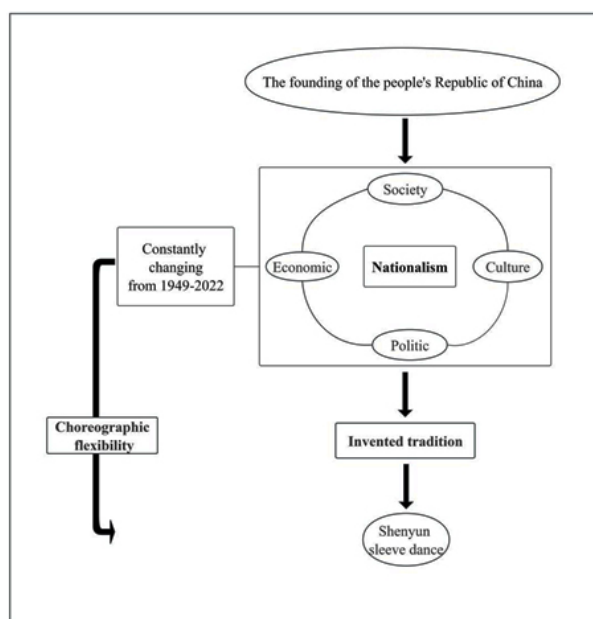 The founding of the people's Republic of China
Society
Constantly
changing
from 1949-2022
Economic
Nationalism
Culture
Politic
Choreographic
flexibility
Invented tradition
Shenyun
sleeve dance